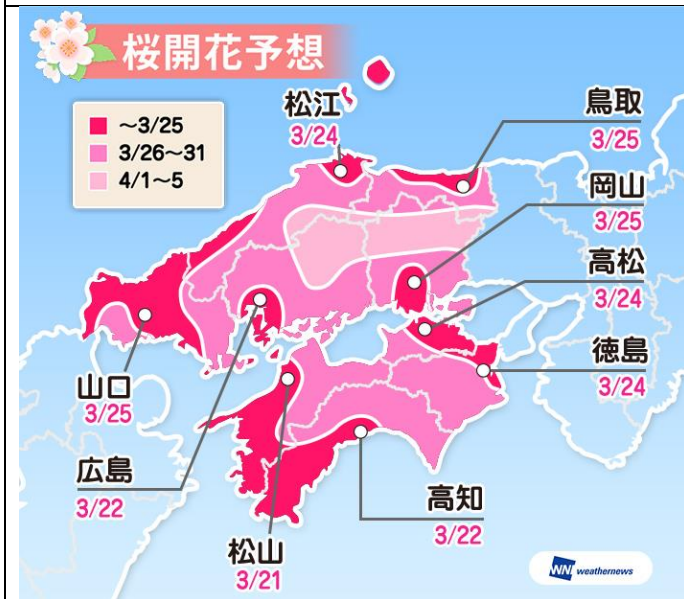 桜開花予想
～3/25
3/26～31
4/1～5
松江
3/24
鳥取
3/25
岡山
3/25
高松
3/24
徳島
3/24
山口
3/25
広島
3/22
松山
3/21
高知
3/22
WNI weathernews